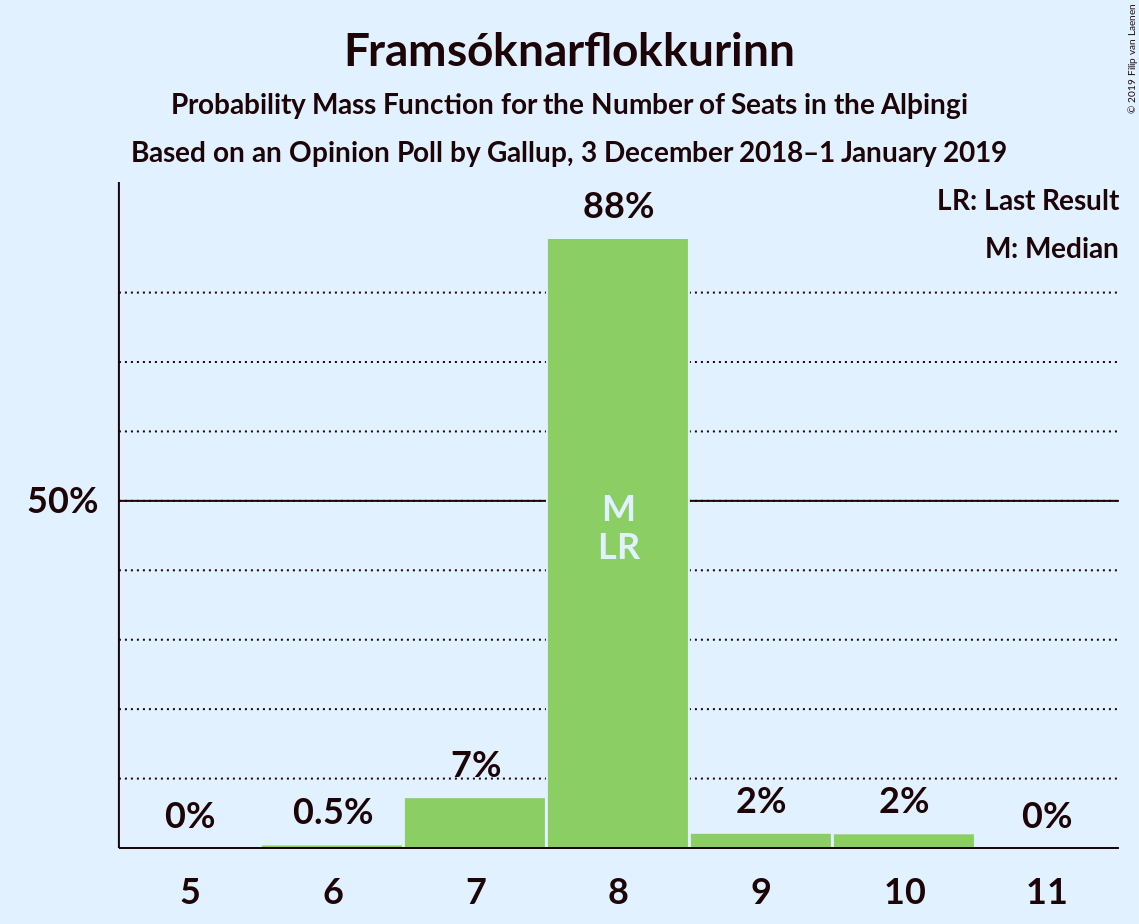 Framsóknarflokkurinn
Probability Mass Function for the Number of Seats in the Alþingi
Based on an Opinion Poll by Gallup, 3 December 2018–1 January 2019
© 2019 Filip van Laenen
LR: Last Result
M: Median
88%
50%
M
LR
7%
0%
0.5%
2%
2%
0%
5
6
7
8
9
10
11